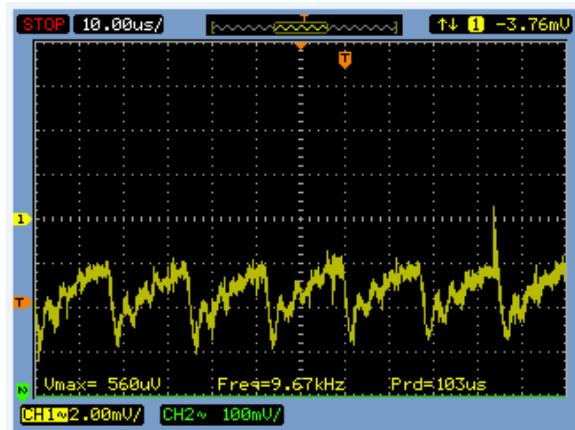 STOP 10.00us/ T ↑↓ 1 -3.76mV
T
1
T
Vmax= 560uV Freq=9.67kHz Prd=103us
2
CH1~2.00mV/ CH2~ 100mV/